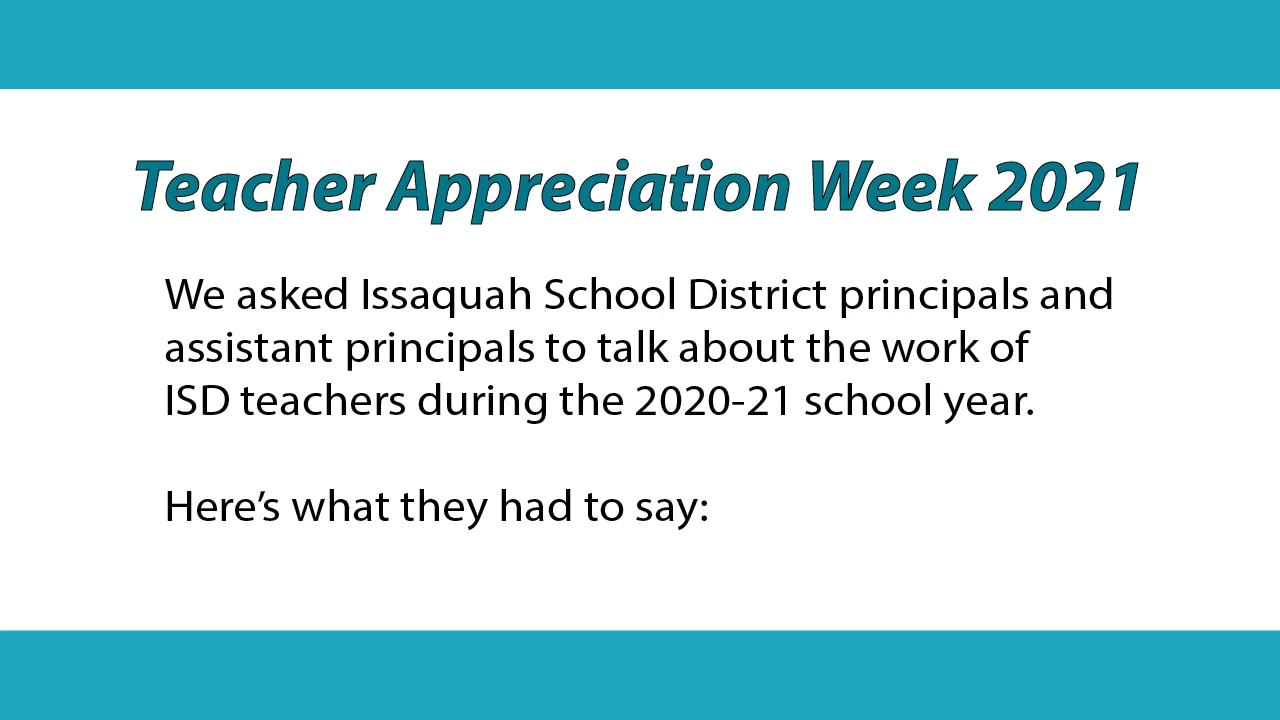 Teacher Appreciation Week 2021
We asked Issaquah School District principals and
assistant principals to talk about the work of
ISD teachers during the 2020-21 school year.
Here’s what they had to say: